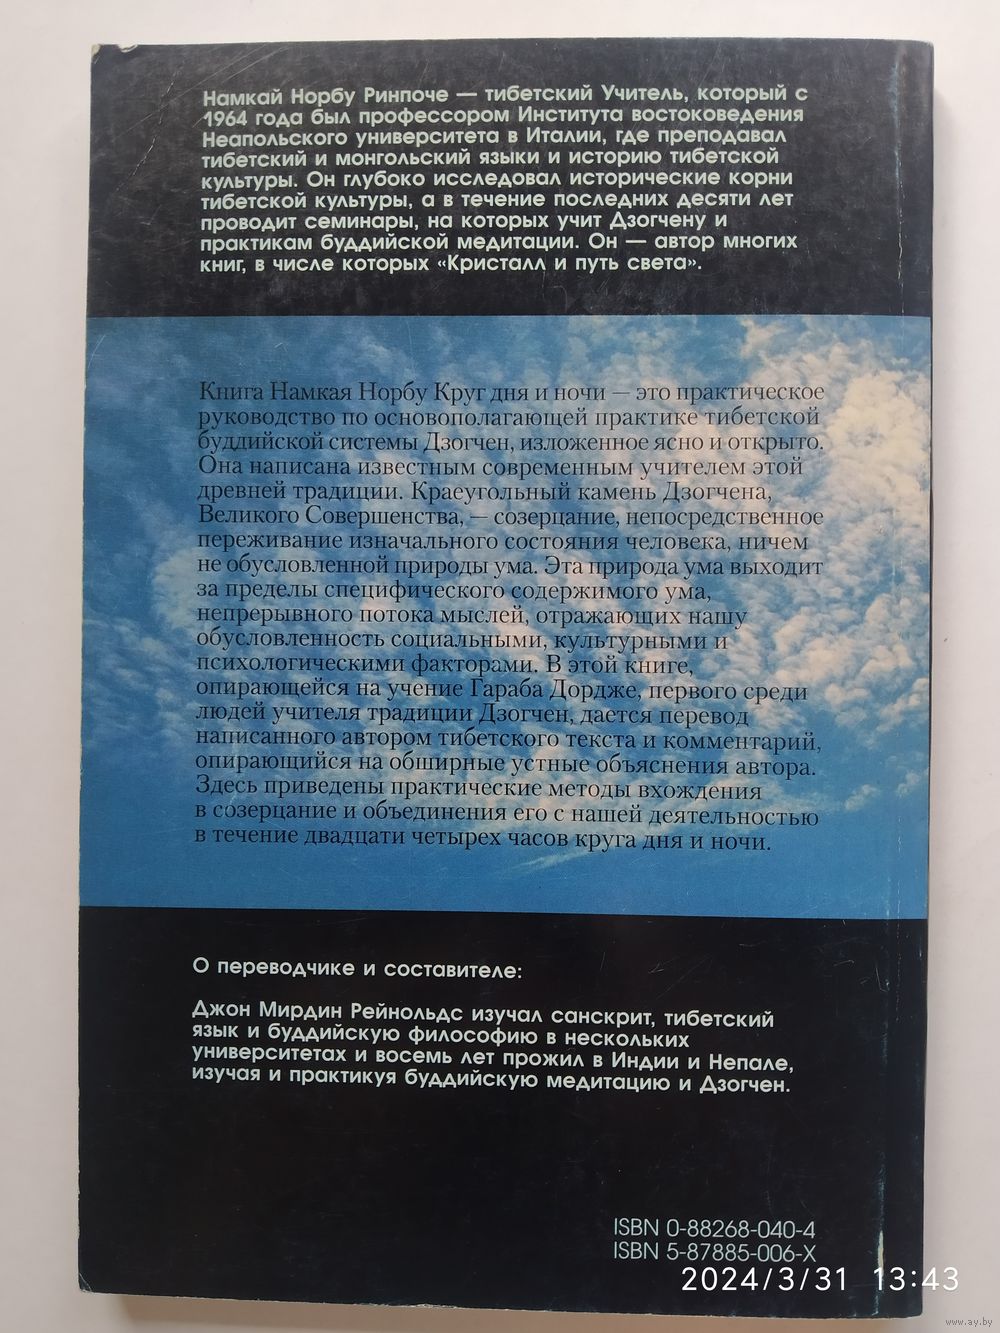 Намкай Норбу Ринпоче — тибетский Учитель, который с
1964 года был профессором Института востоковедения
Неапольского университета в Италии, где преподавал
тибетский и монгольский языки и историю тибетской
культуры. Он глубоко исследовал исторические корни
тибетской культуры, а в течение последних десяти лет
проводит семинары, на которых учит Дзогчену и
практикам буддийской медитации. Он — автор многих
книг, в числе которых «Кристалл и путь света».
Книга Намкая Норбу Круг дня и ночи — это практическое
руководство по основополагающей практике тибетской
буддийской системы Дзогчен, изложенное ясно и открыто.
Она написана известным современным учителем этой
древней традиции. Краеугольный камень Дзогчена,
Великого Совершенства, — созерцание, непосредственное
переживание изначального состояния человека, ничем
не обусловленной природы ума. Эта природа ума выходит
за пределы специфического содержимого ума,
непрерывного потока мыслей, отражающих нашу
обусловленность социальными, культурными и
психологическими факторами. В этой книге,
опирающейся на учение Гараба Дордже, первого среди
людей учителя традиции Дзогчен, дается перевод
написанного автором тибетского текста и комментарий,
опирающийся на обширные устные объяснения автора.
Здесь приведены практические методы вхождения
в созерцание и объединения его с нашей деятельностью
в течение двадцати четырех часов круга дня и ночи.
О переводчике и составителе:
Джон Мирдин Рейнольдс изучал санскрит, тибетский
язык и буддийскую философию в нескольких
университетах и восемь лет прожил в Индии и Непале,
изучая и практикуя буддийскую медитацию и Дзогчен.
ISBN 0-88268-040-4
ISBN 5-87885-006-X
2024/3/31 13:43
www.ay.by